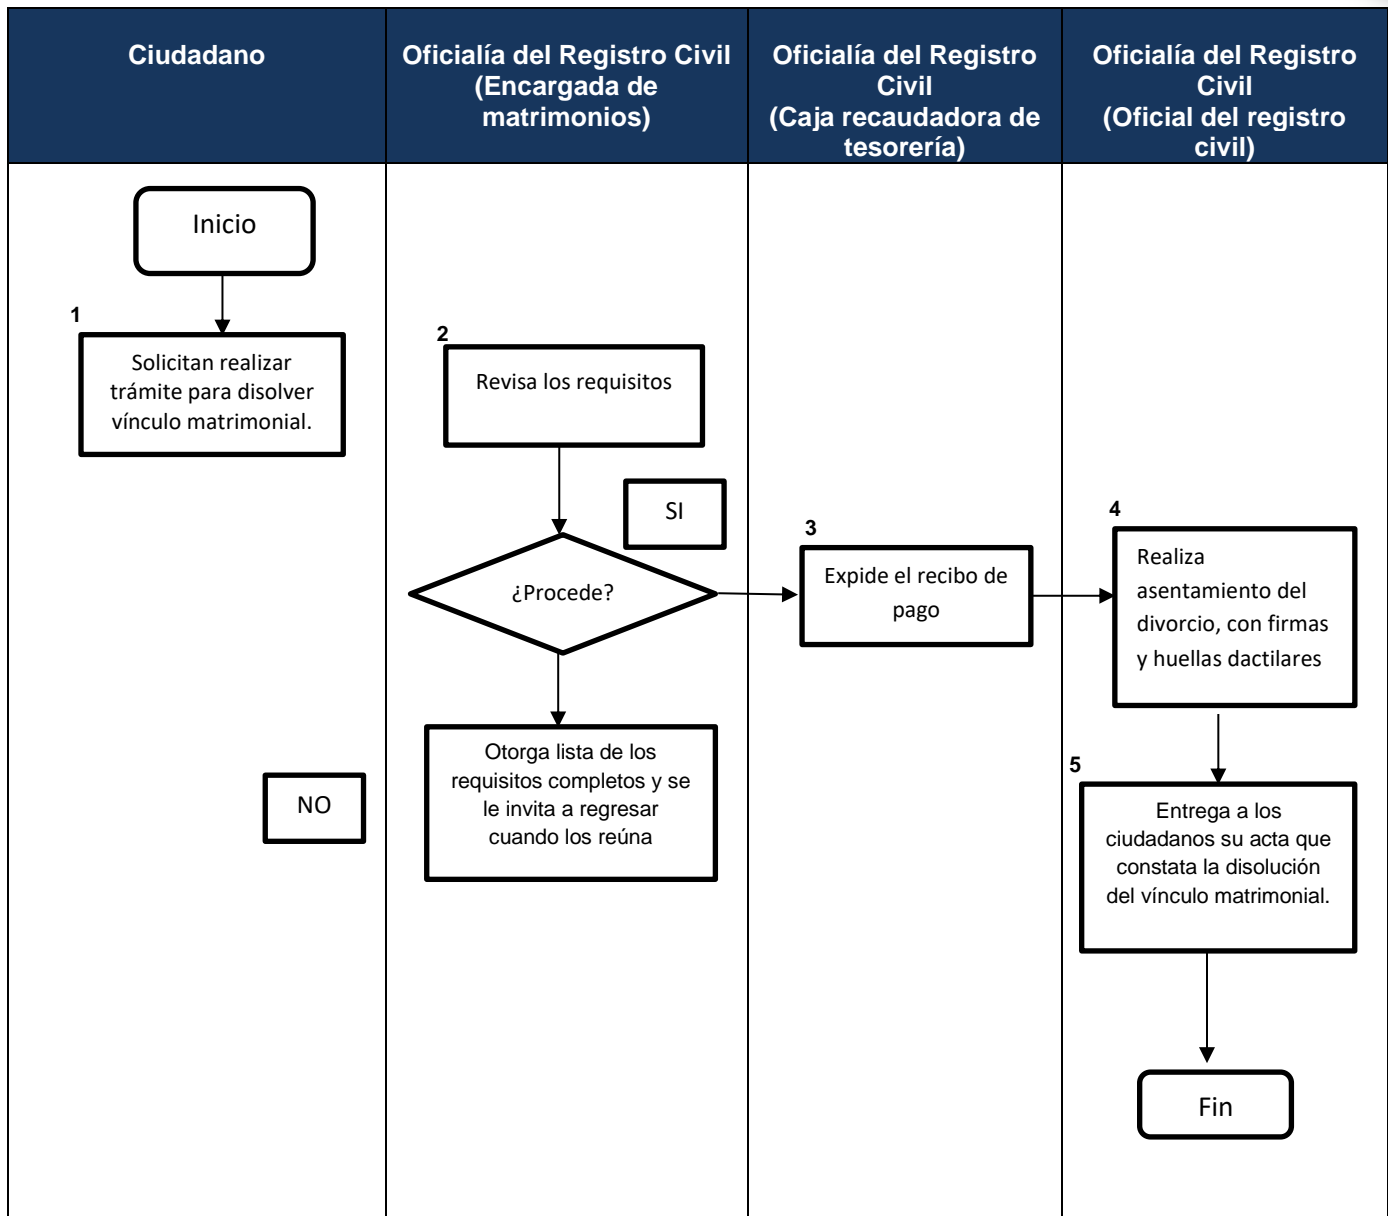 Ciudadano
Oficialía del Registro Civil
(Encargada de
matrimonios)
Oficialía del Registro
Civil
(Caja recaudadora de
tesorería)
Oficialía del Registro
Civil
(Oficial del registro
civil)
Inicio
1
Solicitan realizar
trámite para disolver
vínculo matrimonial.
2
Revisa los requisitos
SI
¿Procede?
NO
Otorga lista de los
requisitos completos y se
le invita a regresar
cuando los reúna
3
Expide el recibo de
pago
4
Realiza
asentamiento del
divorcio, con firmas
y huellas dactilares
5
Entrega a los
ciudadanos su acta que
constata la disolución
del vínculo matrimonial.
Fin